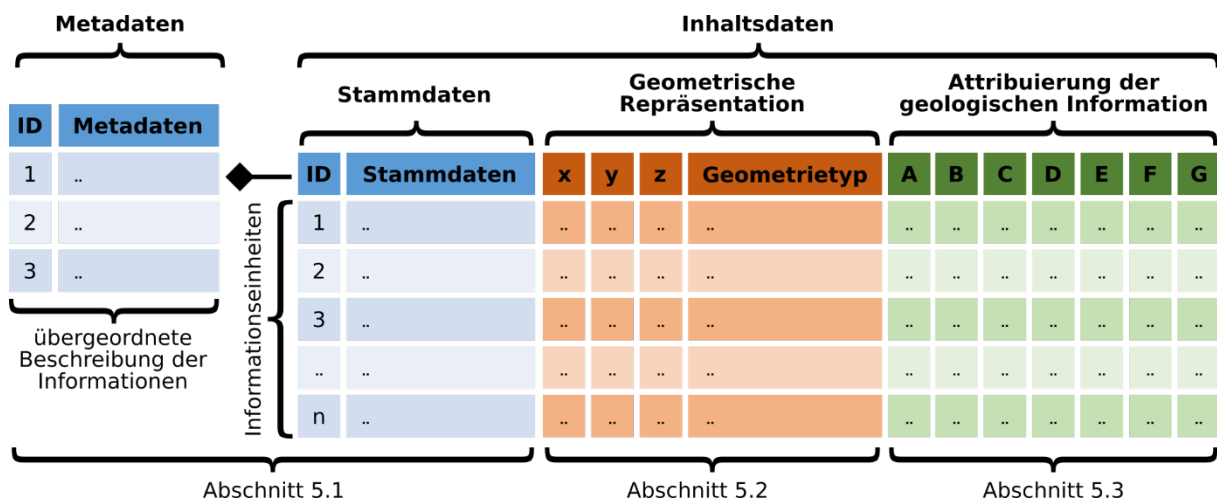 Metadaten
Inhaltsdaten
Stammdaten
Geometrische
Repräsentation
Attribuierung der
geologischen Information
ID Metadaten
1 ..
2 ..
3 ..
übergeordnete
Beschreibung der
Informationen
Informationseinheiten
ID Stammdaten x y z Geometrietyp A B C D E F G
1 .. .. .. .. .. .. .. .. .. .. .. ..
2 .. .. .. .. .. .. .. .. .. .. .. ..
3 .. .. .. .. .. .. .. .. .. .. .. ..
.. .. .. .. .. .. .. .. .. .. .. .. ..
n .. .. .. .. .. .. .. .. .. .. .. ..
Abschnitt 5.1 Abschnitt 5.2 Abschnitt 5.3